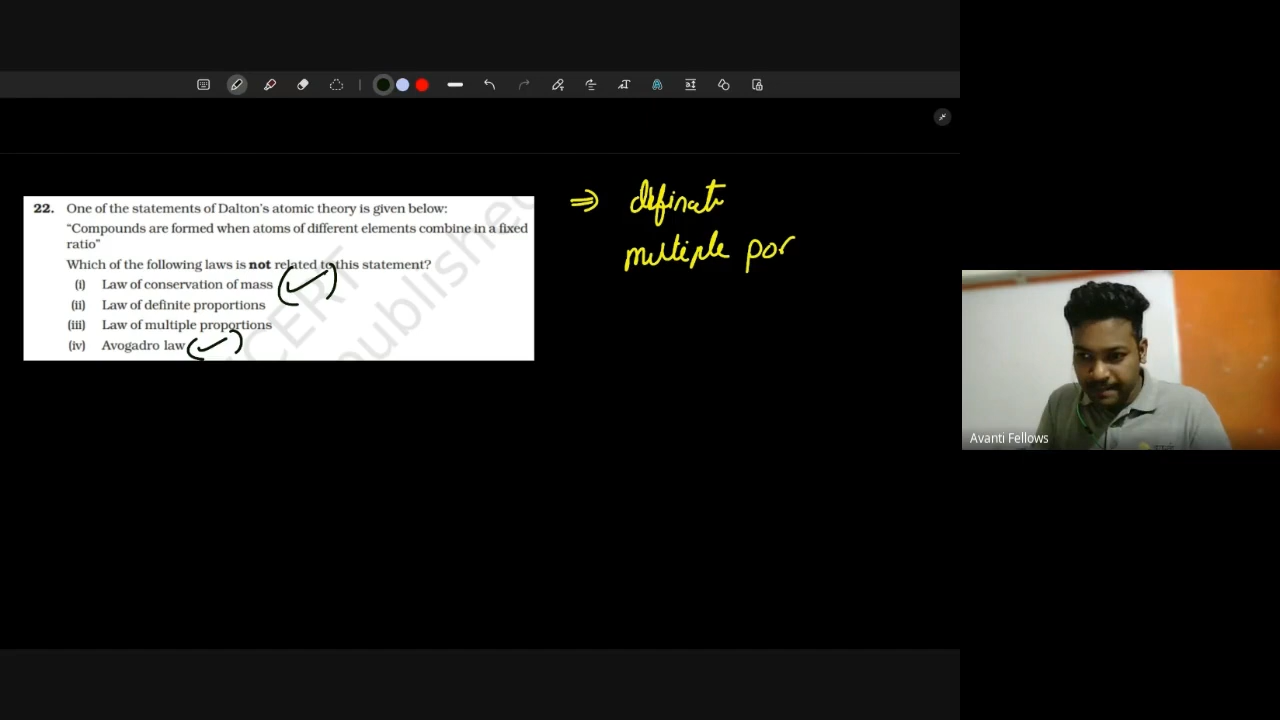 22. One of the statements of Dalton's atomic theory is given below:
"Compounds are formed when atoms of different elements combine in a fixed
ratio"
Which of the following laws is not related to this statement?
(i) Law of conservation of mass
(ii) Law of definite proportions
(iii) Law of multiple proportions
(iv) Avogadro law
⇒ definate
multiple por
Avanti Fellows